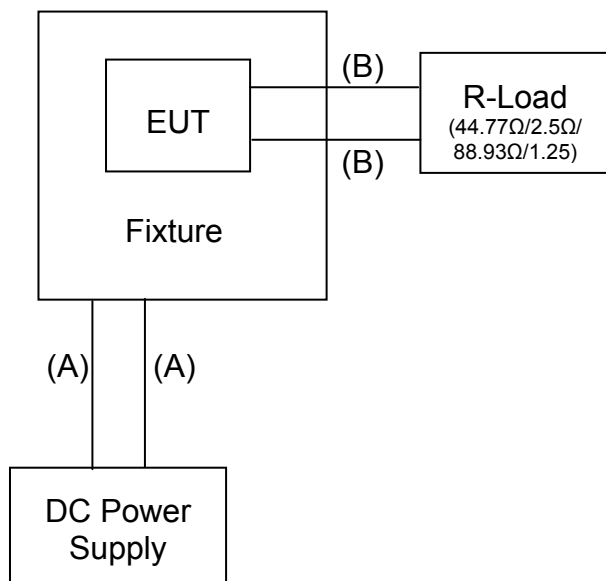 (B)
EUT
R-Load
(44.77Ω/2.5Ω/
88.93Ω/1.25)
(B)
Fixture
(A)
(A)
DC Power
Supply